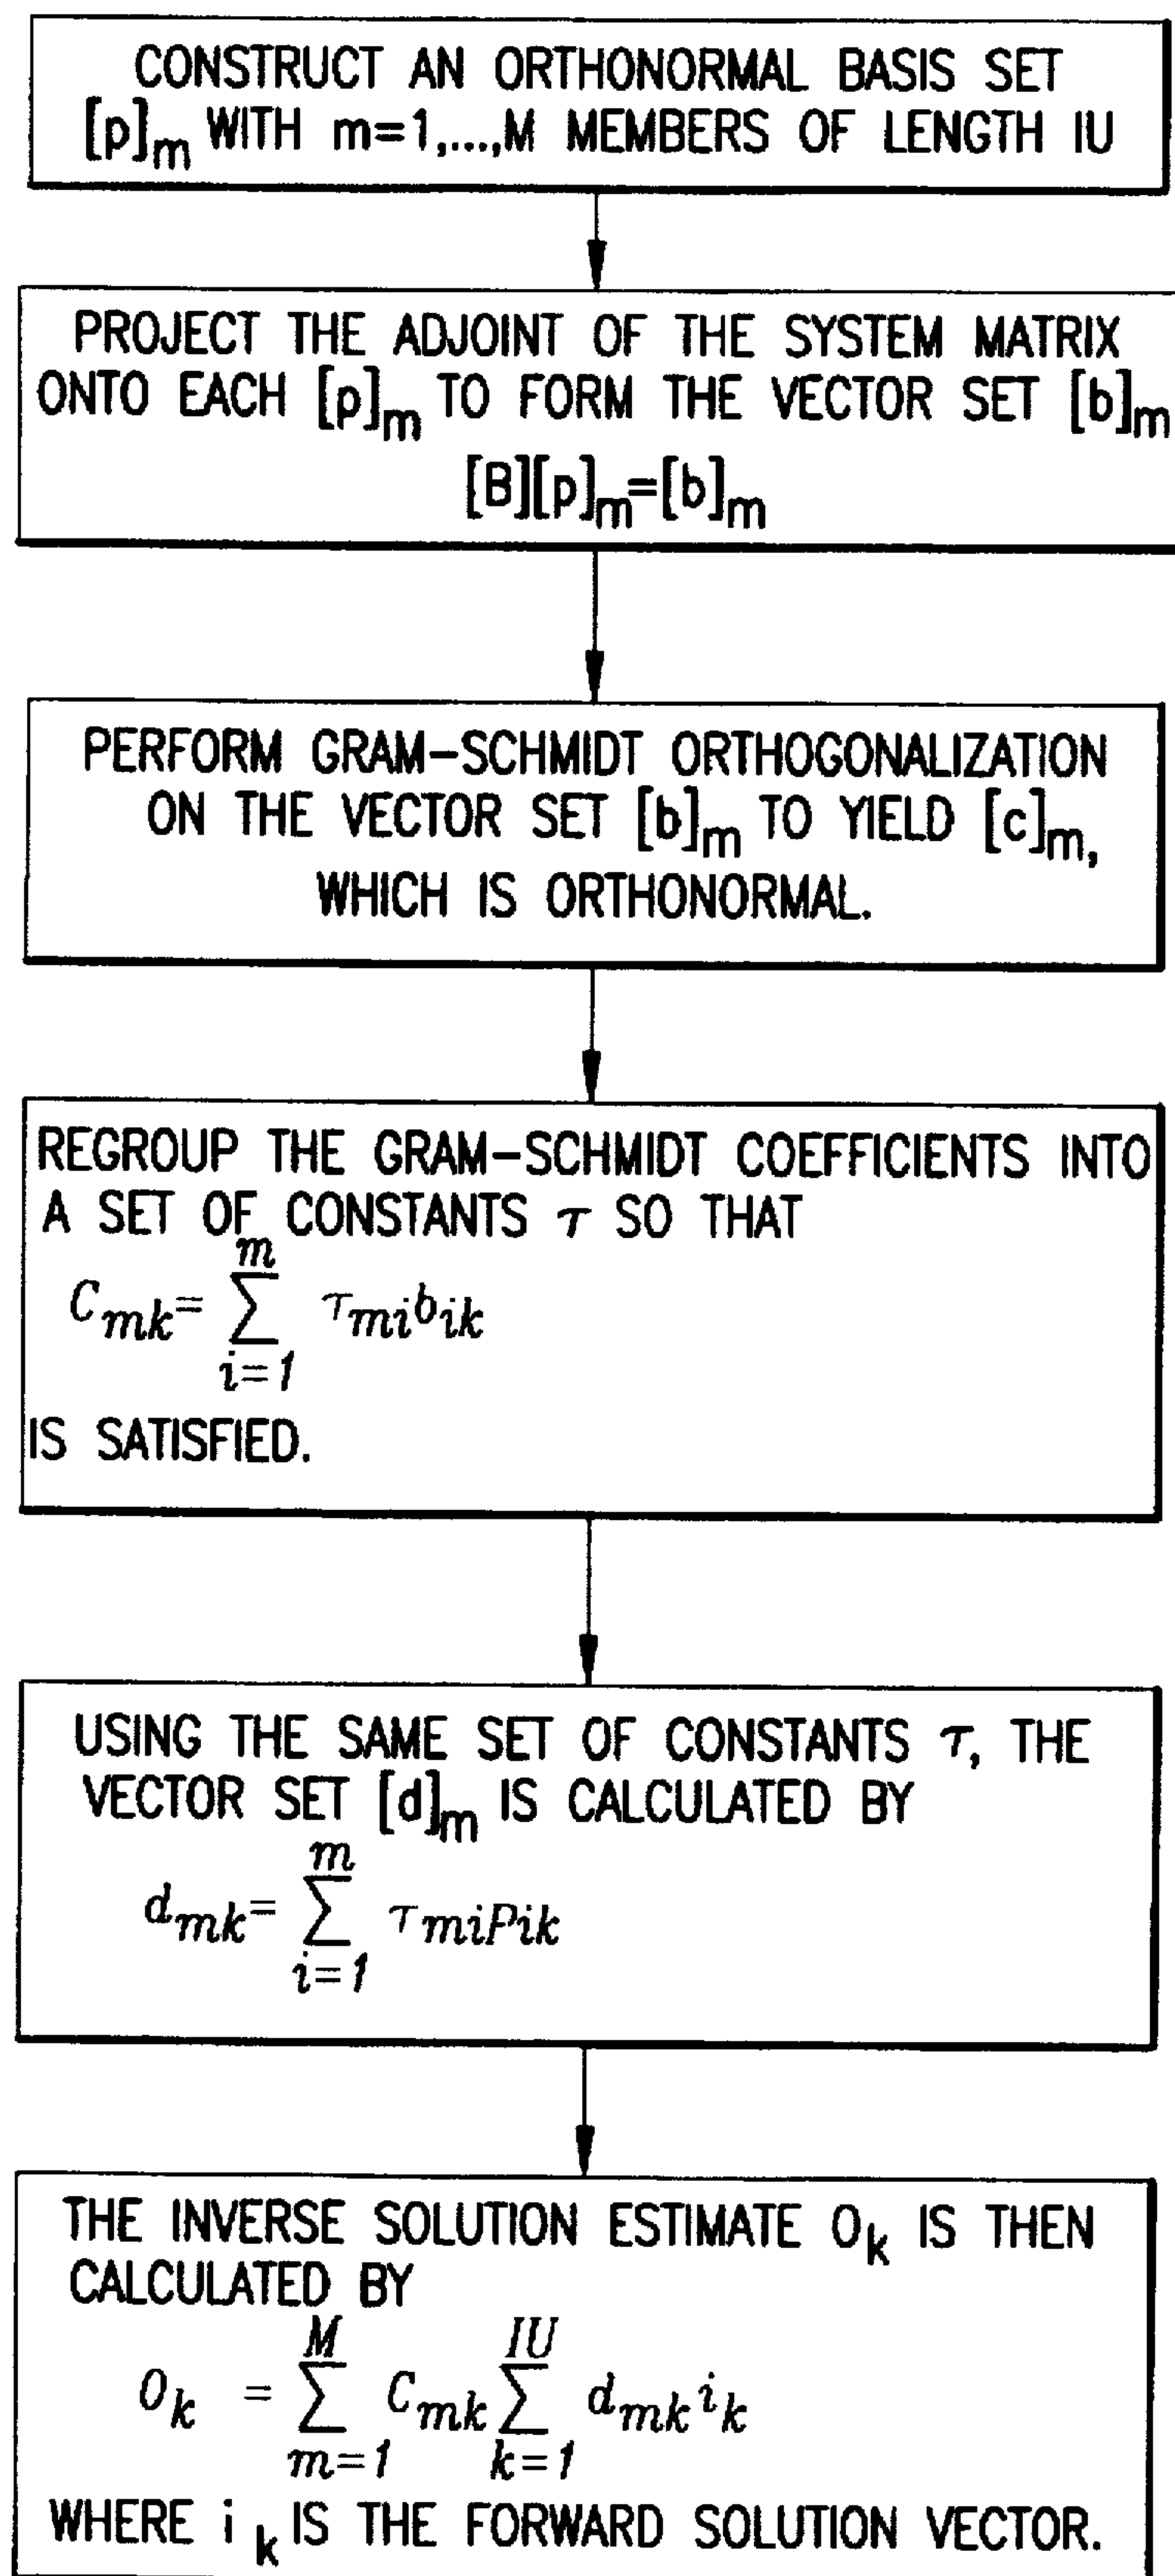 CONSTRUCT AN ORTHONORMAL BASIS SET
[p]m WITH m=1,...,M MEMBERS OF LENGTH IU
PROJECT THE ADJOINT OF THE SYSTEM MATRIX
ONTO EACH [p]m TO FORM THE VECTOR SET [b]m
[B][p]m=[b]m
PERFORM GRAM-SCHMIDT ORTHOGONALIZATION
ON THE VECTOR SET [b]m TO YIELD [c]m,
WHICH IS ORTHONORMAL.
REGROUP THE GRAM-SCHMIDT COEFFICIENTS INTO
A SET OF CONSTANTS τ SO THAT
m
Cmk= ∑ τmibik
i=1
IS SATISFIED.
USING THE SAME SET OF CONSTANTS τ, THE
VECTOR SET [d]m IS CALCULATED BY
m
dmk= ∑ τmiPik
i=1
THE INVERSE SOLUTION ESTIMATE Ok IS THEN
CALCULATED BY
M IU
Ok = ∑ Cmk ∑ dmk ik
m=1 k=1
WHERE ik IS THE FORWARD SOLUTION VECTOR.